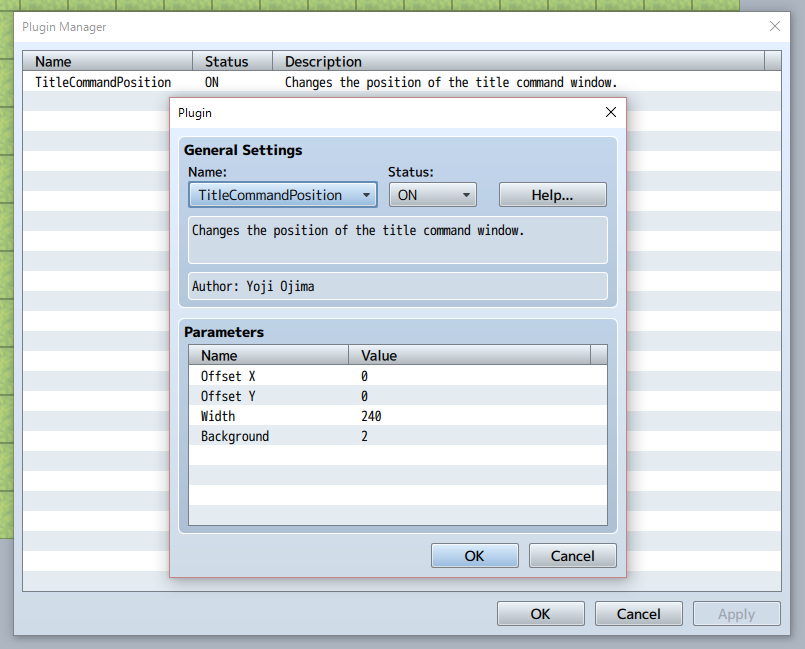 Plugin Manager
Name Status Description
TitleCommandPosition ON Changes the position of the title command window.
Plugin
General Settings
Name: Status:
TitleCommandPosition ON Help...
Changes the position of the title command window.
Author: Yoji Ojima
Parameters
Name Value
Offset X 0
Offset Y 0
Width 240
Background 2
OK Cancel
OK Cancel Apply